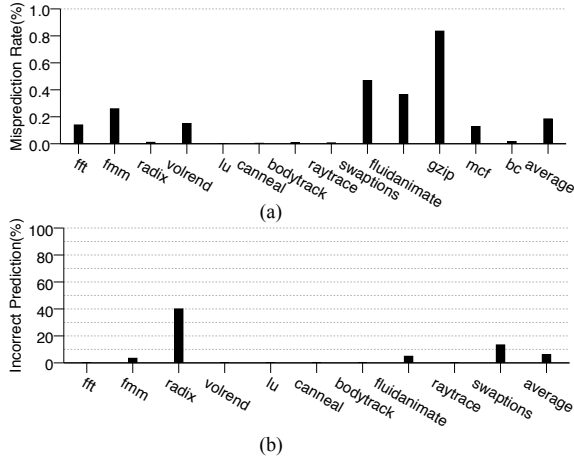 Misprediction Rate(%)
1.0
0.8
0.6
0.4
0.2
0.0
fft
fmm
radix
volrend
lu
canneal
bodytrack
raytrace
swaptions
fluidanimate
gzip
mcf
bc
average
(a)
Incorrect Prediction(%)
100
80
60
40
20
0
fft
fmm
radix
volrend
lu
canneal
bodytrack
fluidanimate
raytrace
swaptions
average
(b)